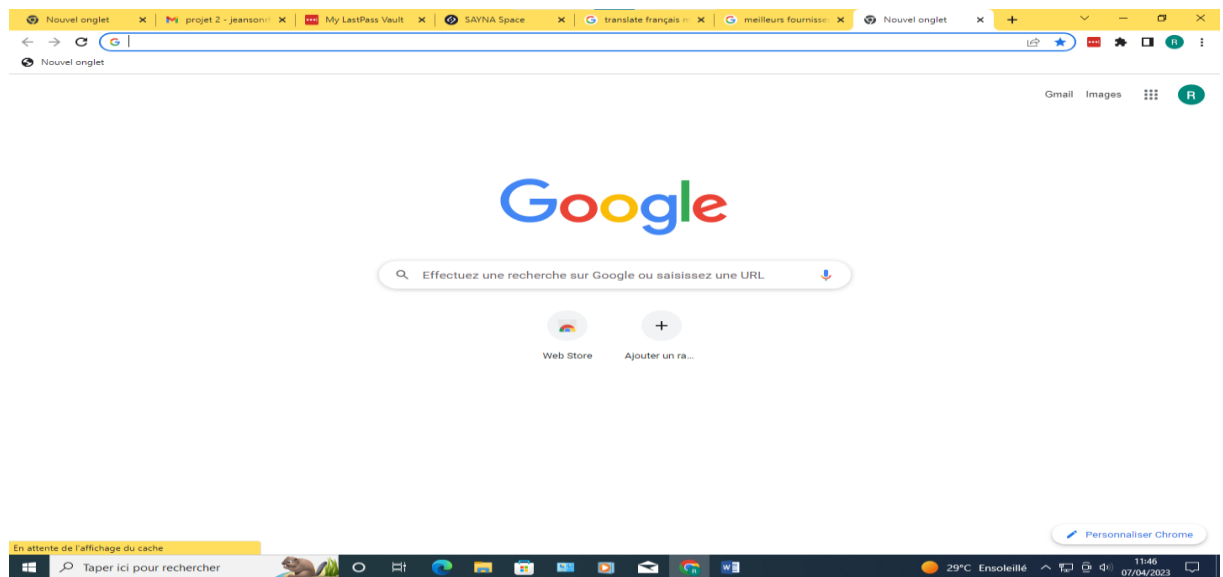 Nouvel onglet
projet 2 - jeansonr
My LastPass Vault
SAYNA Space
translate français n
meilleurs fournisse
Nouvel onglet
Nouvel onglet
Gmail Images
R
Google
Effectuez une recherche sur Google ou saisissez une URL
Web Store
Ajouter un ra...
Personnaliser Chrome
En attente de l'affichage du cache
Taper ici pour rechercher
29°C Ensoleillé
11:46
07/04/2023